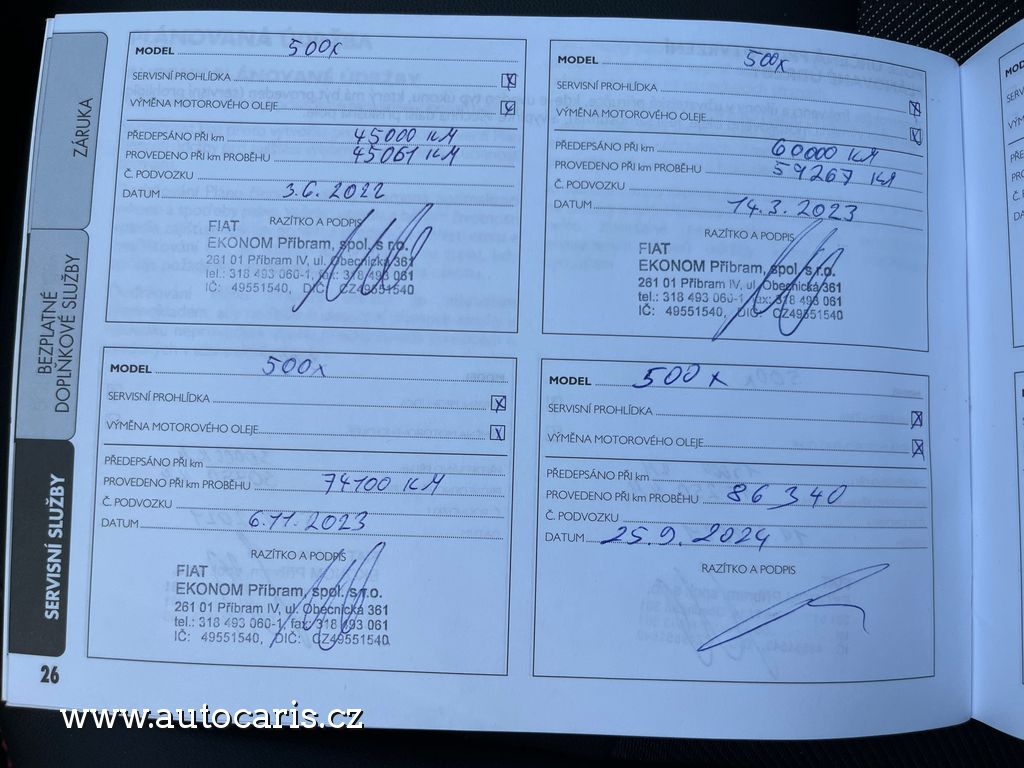 ZÁRUKA
BEZPLATNÉ
DOPLŇKOVÉ SLUŽBY
SERVISNÍ SLUŽBY
26
MODEL 500x
SERVISNÍ PROHLÍDKA X
VÝMĚNA MOTOROVÉHO OLEJE X
PŘEDEPSÁNO PŘI km 45000 KM
PROVEDENO PŘI km PROBĚHU 45061 KM
Č. PODVOZKU
DATUM 3.6.2022
RAZÍTKO A PODPIS
FIAT
EKONOM Příbram, spol. s r.o.
261 01 Příbram IV, ul. Obecnická 361
tel.: 318 493 060-1, fax: 318 493 061
IČ: 49551540, DIČ: CZ49551540
MODEL 500x
SERVISNÍ PROHLÍDKA X
VÝMĚNA MOTOROVÉHO OLEJE X
PŘEDEPSÁNO PŘI km 60000 KM
PROVEDENO PŘI km PROBĚHU 59267 KM
Č. PODVOZKU
DATUM 14.3.2023
RAZÍTKO A PODPIS
FIAT
EKONOM Příbram, spol. s r.o.
261 01 Příbram IV, ul. Obecnická 361
tel.: 318 493 060-1, fax: 318 493 061
IČ: 49551540, DIČ: CZ49551540
MODEL 500x
SERVISNÍ PROHLÍDKA X
VÝMĚNA MOTOROVÉHO OLEJE X
PŘEDEPSÁNO PŘI km
PROVEDENO PŘI km PROBĚHU 74100 KM
Č. PODVOZKU
DATUM 6.11.2023
RAZÍTKO A PODPIS
FIAT
EKONOM Příbram, spol. s r.o.
261 01 Příbram IV, ul. Obecnická 361
tel.: 318 493 060-1, fax: 318 493 061
IČ: 49551540, DIČ: CZ49551540
MODEL 500x
SERVISNÍ PROHLÍDKA X
VÝMĚNA MOTOROVÉHO OLEJE X
PŘEDEPSÁNO PŘI km
PROVEDENO PŘI km PROBĚHU 86340
Č. PODVOZKU
DATUM 25.9.2024
RAZÍTKO A PODPIS
www.autocaris.cz